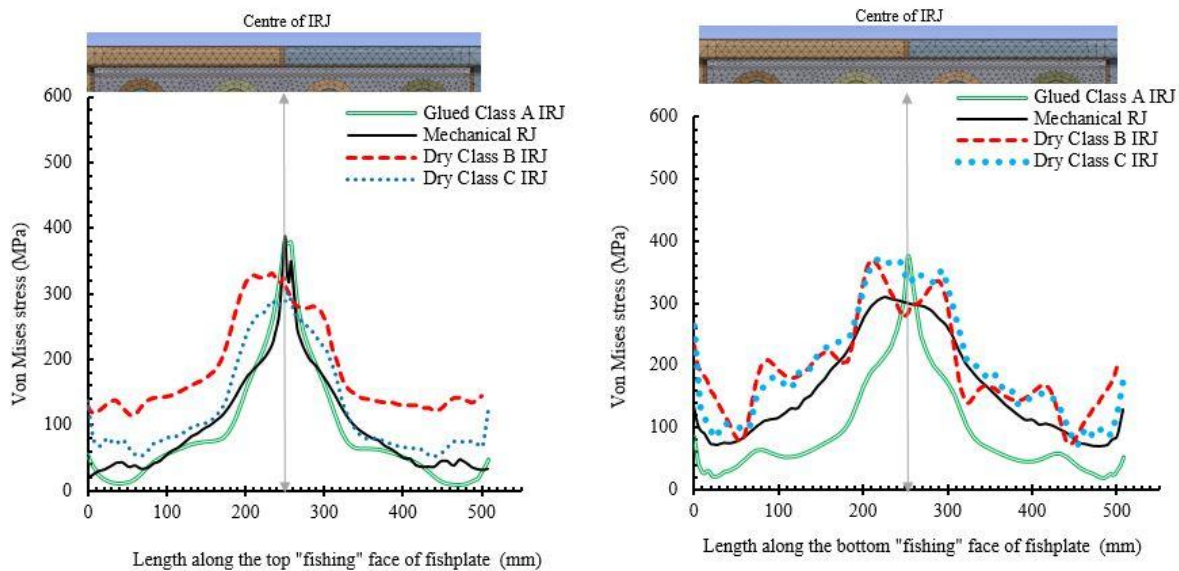 Centre of IRJ
600
500
400
300
200
100
0
Von Mises stress (MPa)
Glued Class A IRJ
Mechanical RJ
Dry Class B IRJ
Dry Class C IRJ
0 100 200 300 400 500
Length along the top "fishing" face of fishplate (mm)
Centre of IRJ
600
500
400
300
200
100
0
Von Mises stress (MPa)
Glued Class A IRJ
Mechanical RJ
Dry Class B IRJ
Dry Class C IRJ
0 100 200 300 400 500
Length along the bottom "fishing" face of fishplate (mm)